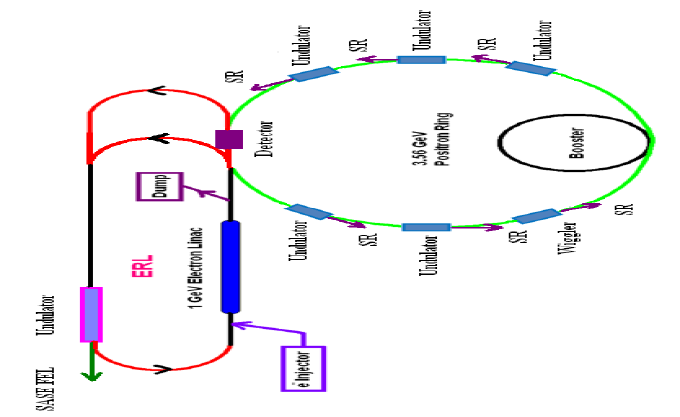 Undulator
Undulator
Undulator
SR
SR
SR
Detector
3.56 GeV
Positron Ring
Booster
Dump
ERL
1 GeV Electron Linac
Undulator
SR
Undulator
SR
Wiggler
SR
Undulator
SASE FEL
ē Injector